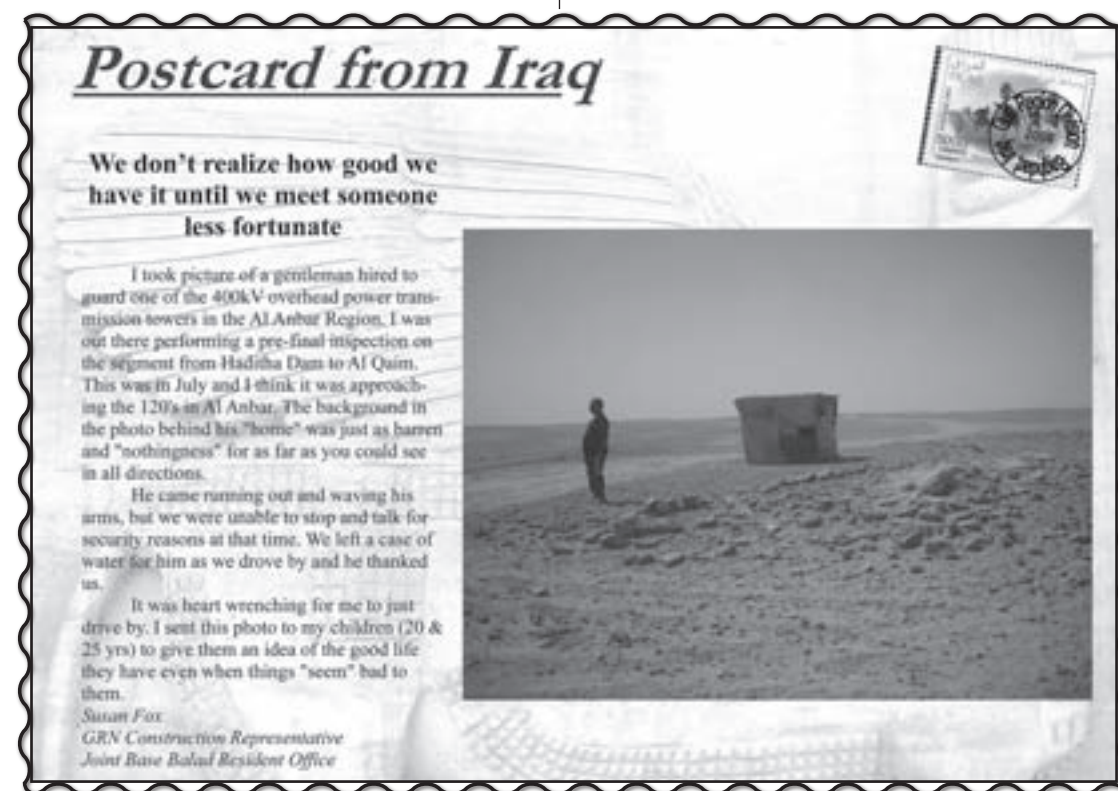 Postcard from Iraq
We don't realize how good we
have it until we meet someone
less fortunate
I took picture of a gentleman hired to
guard one of the 400kV overhead power trans-
mission towers in the Al Anbar Region. I was
out there performing a pre-final inspection on
the segment from Haditha Dam to Al Qaim.
This was in July and I think it was approach-
ing the 120's in Al Anbar. The background in
the photo behind his "home" was just as barren
and "nothingness" for as far as you could see
in all directions.
He came running out and waving his
arms, but we were unable to stop and talk for
security reasons at that time. We left a case of
water for him as we drove by and he thanked
us.
It was heart wrenching for me to just
drive by. I sent this photo to my children (20 &
25 yrs) to give them an idea of the good life
they have even when things "seem" bad to
them.
Susan Fox
GRN Construction Representative
Joint Base Balad Resident Office
Gulf Region Division
Baghdad